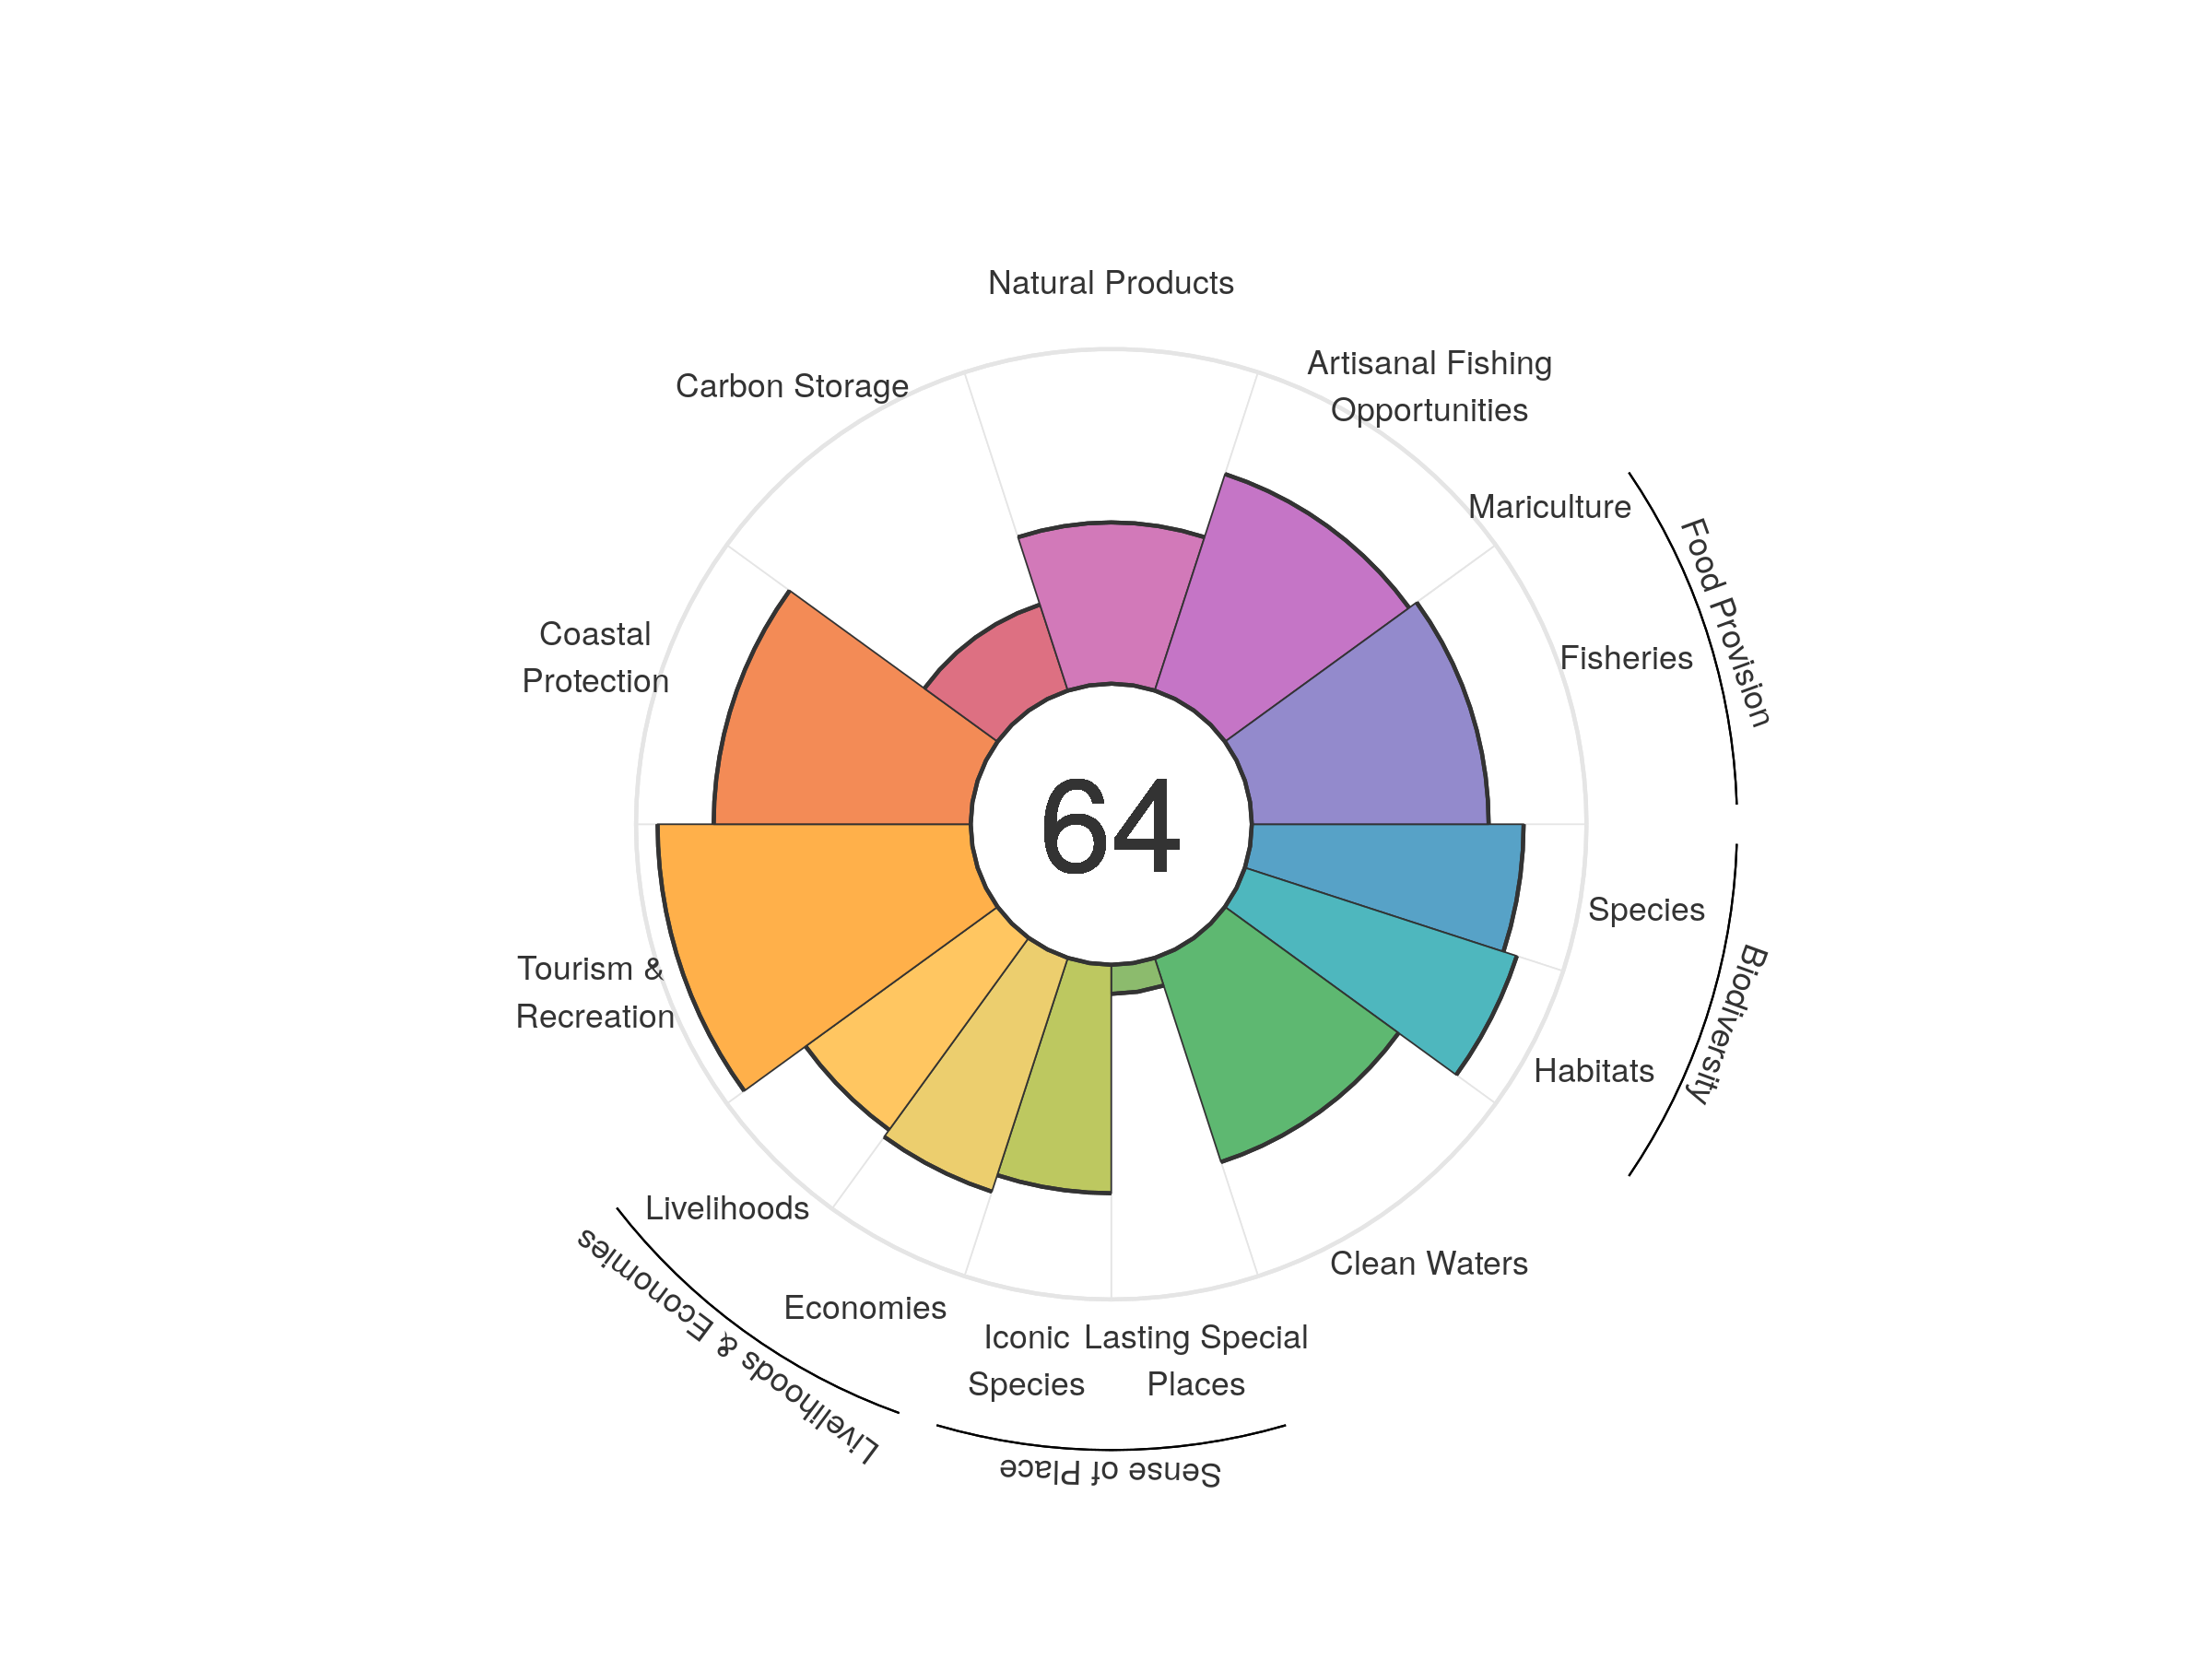 Natural Products
Artisanal Fishing
Opportunities
Carbon Storage
Mariculture
Food Provision
Fisheries
Coastal
Protection
64
Species
Biodiversity
Tourism &
Recreation
Habitats
Livelihoods
Clean Waters
Livelihoods & Economies
Economies
Iconic
Species
Lasting Special
Places
Sense of Place